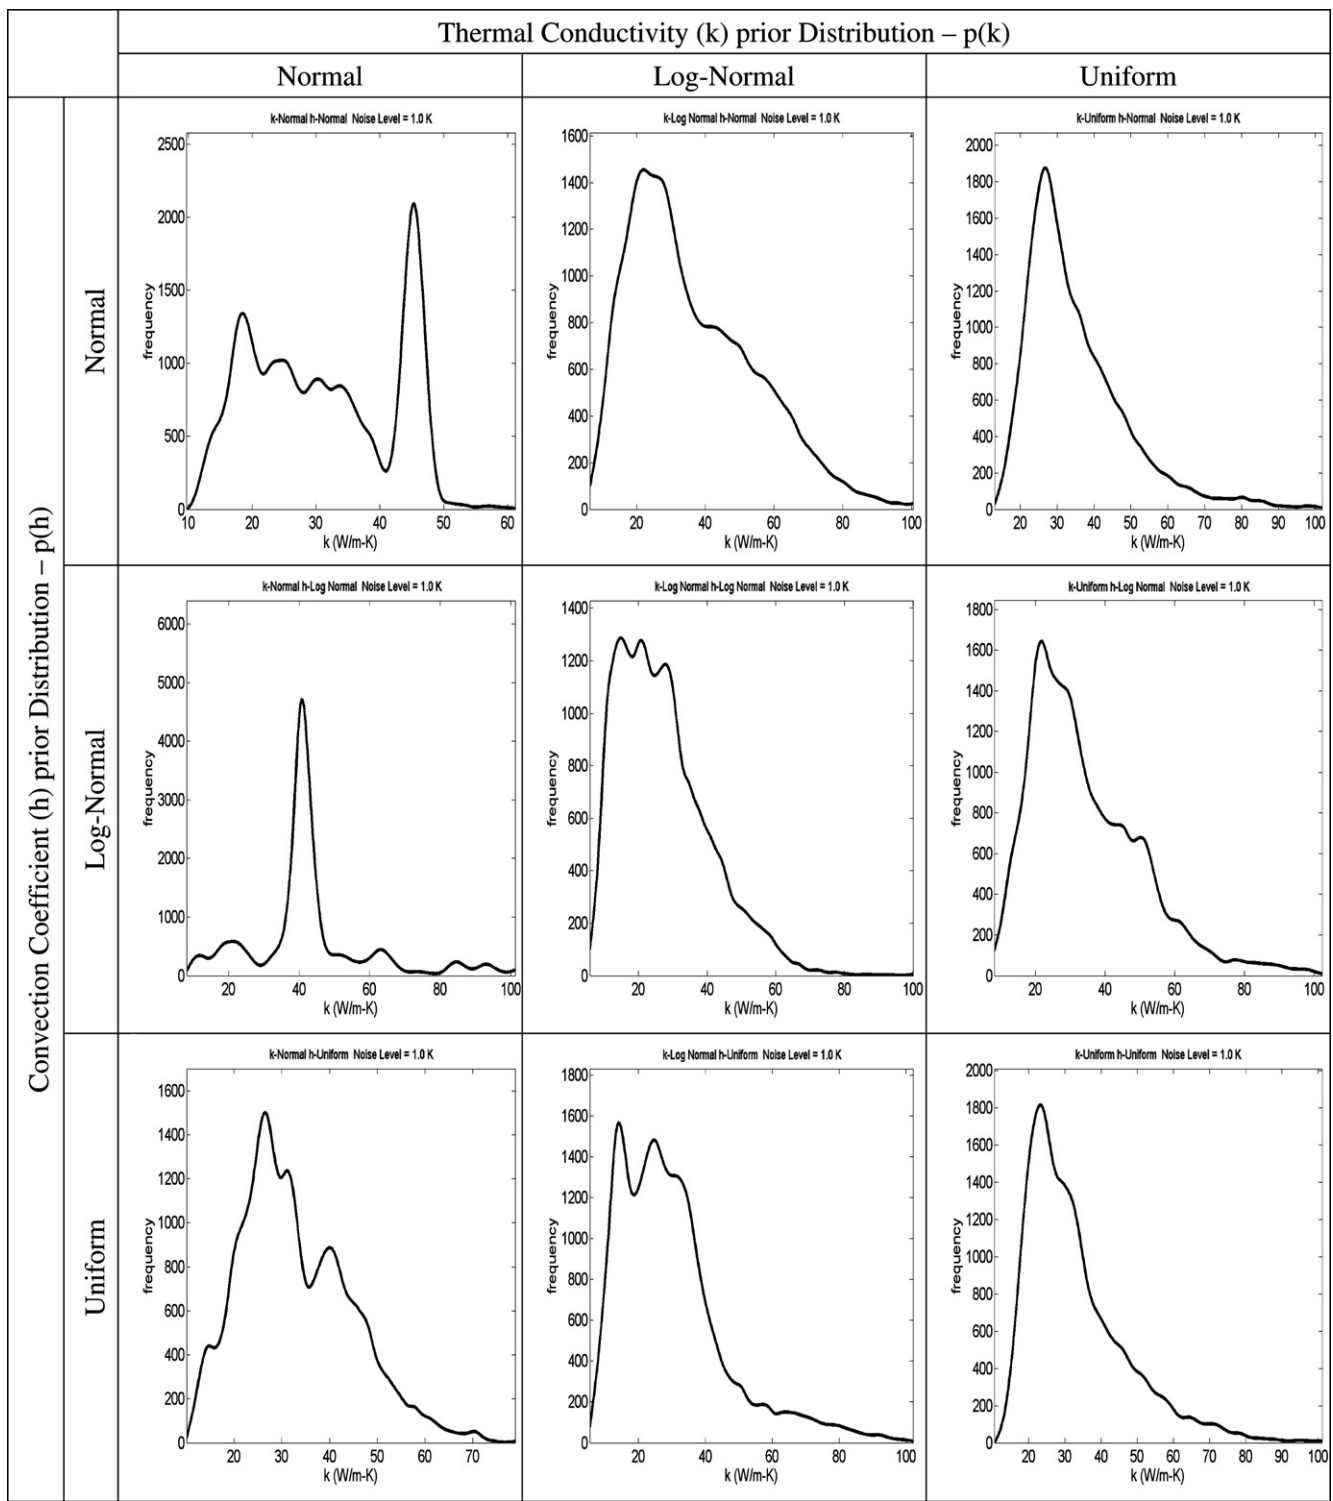 Thermal Conductivity (k) prior Distribution – p(k)
Normal
Log-Normal
Uniform
Convection Coefficient (h) prior Distribution – p(h)
Normal
k-Normal h-Normal Noise Level = 1.0 K
2500
2000
1500
1000
500
0
frequency
10 20 30 40 50 60
k (W/m-K)
k-Log Normal h-Normal Noise Level = 1.0 K
1600
1400
1200
1000
800
600
400
200
frequency
20 40 60 80 100
k (W/m-K)
k-Uniform h-Normal Noise Level = 1.0 K
2000
1800
1600
1400
1200
1000
800
600
400
200
0
frequency
20 30 40 50 60 70 80 90 100
k (W/m-K)
Log-Normal
k-Normal h-Log Normal Noise Level = 1.0 K
6000
5000
4000
3000
2000
1000
0
frequency
20 40 60 80 100
k (W/m-K)
k-Log Normal h-Log Normal Noise Level = 1.0 K
1400
1200
1000
800
600
400
200
0
frequency
20 40 60 80 100
k (W/m-K)
k-Uniform h-Log Normal Noise Level = 1.0 K
1800
1600
1400
1200
1000
800
600
400
200
0
frequency
20 40 60 80 100
k (W/m-K)
Uniform
k-Normal h-Uniform Noise Level = 1.0 K
1600
1400
1200
1000
800
600
400
200
0
frequency
20 30 40 50 60 70
k (W/m-K)
k-Log Normal h-Uniform Noise Level = 1.0 K
1800
1600
1400
1200
1000
800
600
400
200
0
frequency
20 40 60 80 100
k (W/m-K)
k-Uniform h-Uniform Noise Level = 1.0 K
2000
1800
1600
1400
1200
1000
800
600
400
200
0
frequency
20 30 40 50 60 70 80 90 100
k (W/m-K)